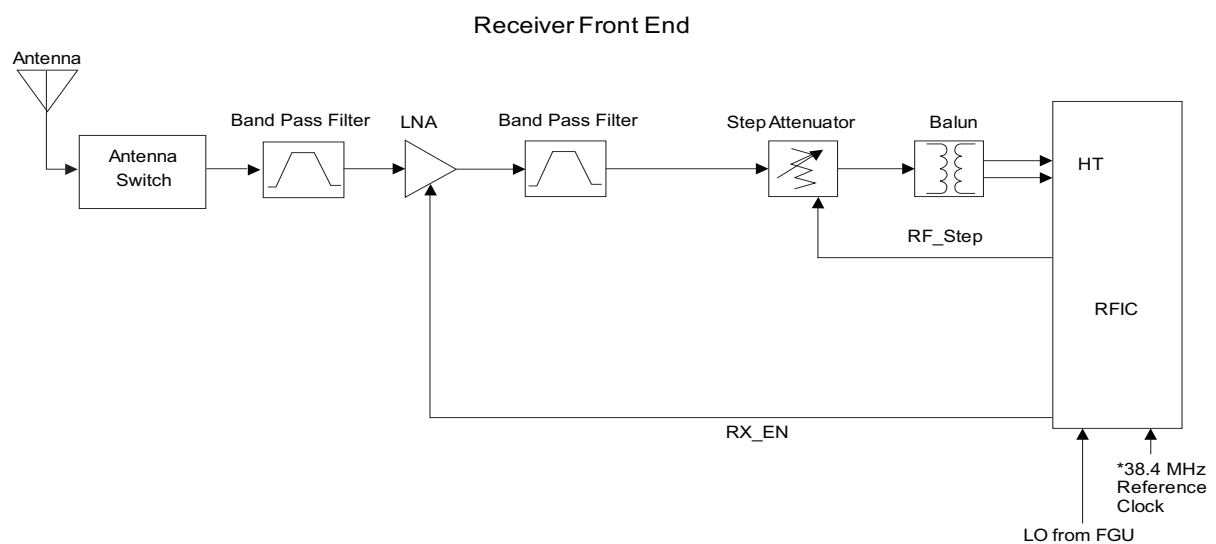 Receiver Front End
Antenna
Band Pass Filter
LNA
Band Pass Filter
Step Attenuator
Balun
Antenna
Switch
HT
RF_Step
RFIC
RX_EN
*38.4 MHz
Reference
Clock
LO from FGU